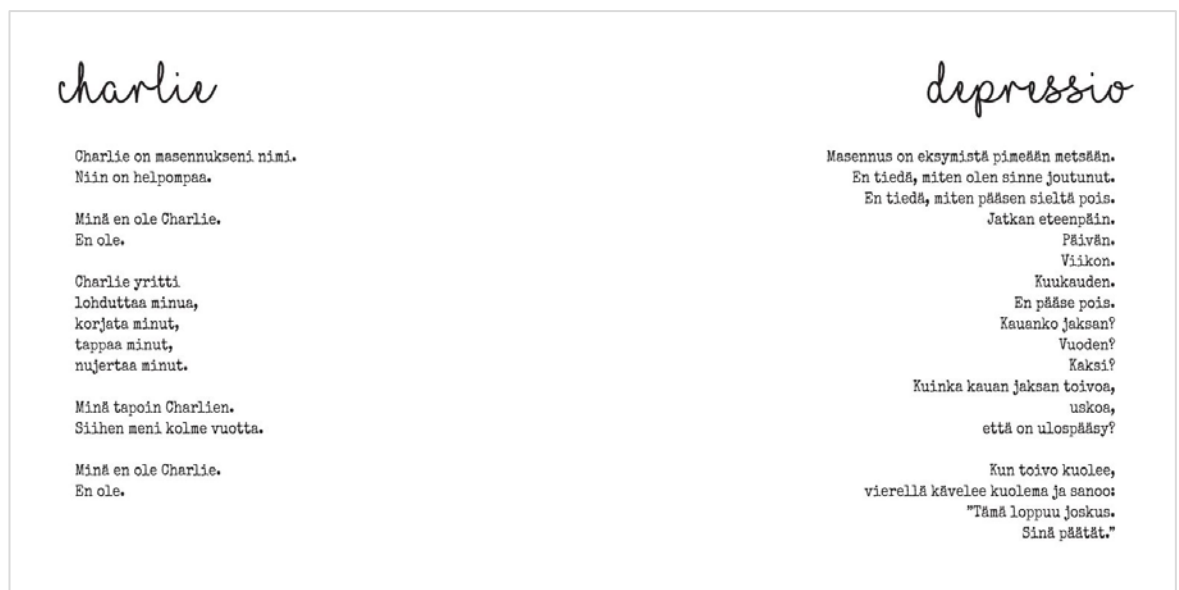 charlie
Charlie on masennukseni nimi.
Niin on helpompaa.
Minä en ole Charlie.
En ole.
Charlie yritti
lohduttaa minua,
korjata minut,
tappaa minut,
nujertaa minut.
Minä tapoin Charlien.
Siihen meni kolme vuotta.
Minä en ole Charlie.
En ole.
depressio
Masennus on eksymistä pimeään metsään.
En tiedä, miten olen sinne joutunut.
En tiedä, miten pääsen sieltä pois.
Jatkan eteenpäin.
Päivän.
Viikon.
Kuukauden.
En pääse pois.
Kauanko jaksan?
Vuoden?
Kaksi?
Kuinka kauan jaksan toivoa,
uskoa,
että on ulospääsy?
Kun toivo kuolee,
vierellä kävelee kuolema ja sanoo:
"Tämä loppuu joskus.
Sinä päätät."